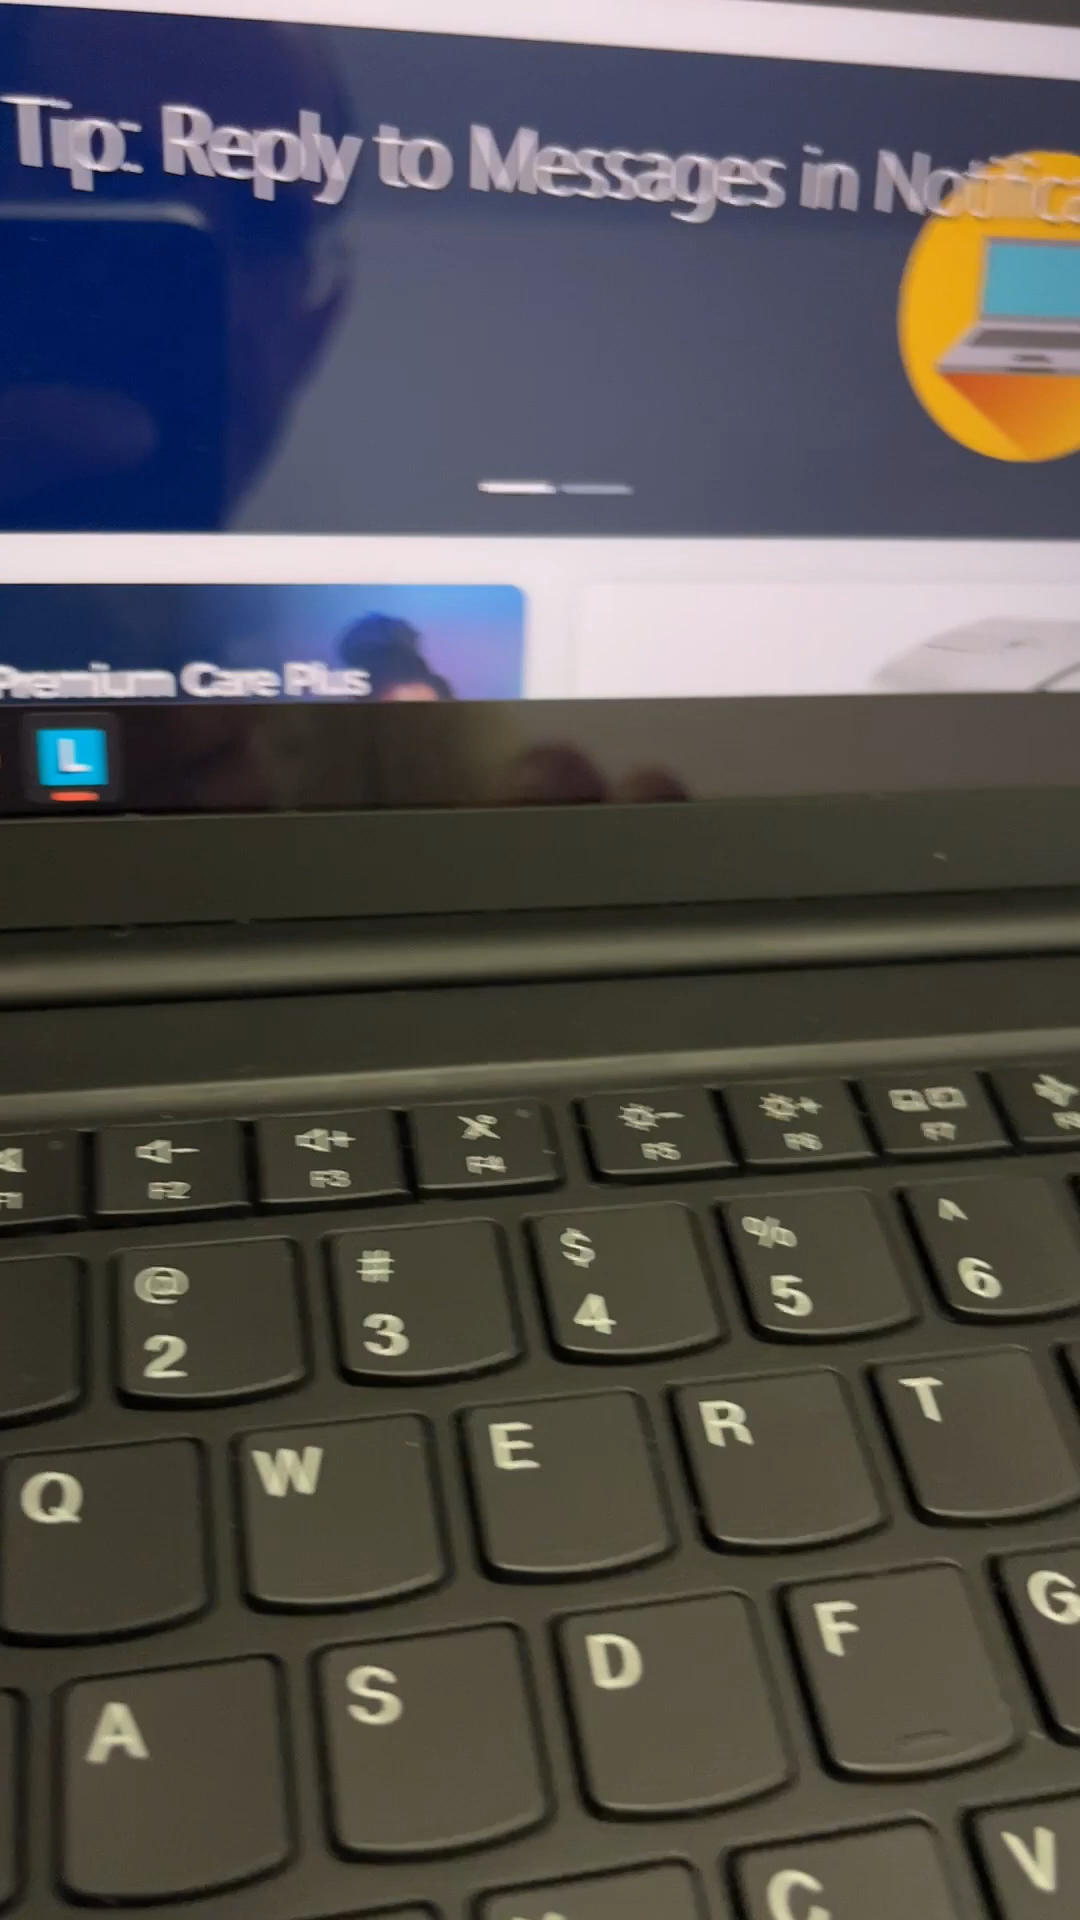 Tip: Reply to Messages in
Premium Care Plus
L
F1 F2 F3 F4 F5 F6 F7
@ # $ % ^
2 3 4 5 6
Q W E R T
A S D F G
C V